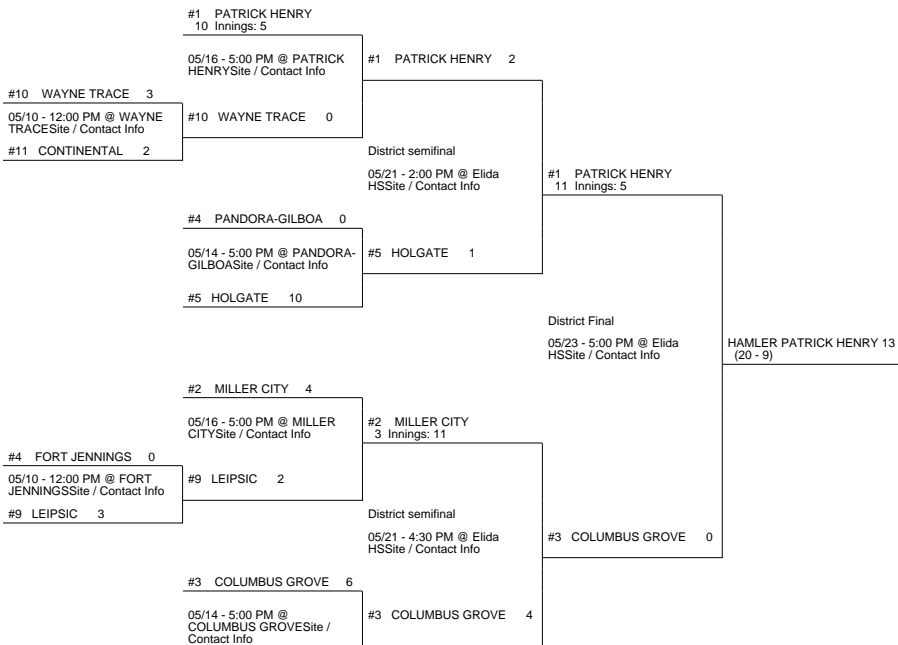 #1 PATRICK HENRY
10 Innings: 5
05/16 - 5:00 PM @ PATRICK
HENRYSite / Contact Info
#1 PATRICK HENRY 2
#10 WAYNE TRACE 3
05/10 - 12:00 PM @ WAYNE
TRACESite / Contact Info
#10 WAYNE TRACE 0
#11 CONTINENTAL 2
District semifinal
05/21 - 2:00 PM @ Elida
HSSite / Contact Info
#1 PATRICK HENRY
11 Innings: 5
#4 PANDORA-GILBOA 0
05/14 - 5:00 PM @ PANDORA-
GILBOASite / Contact Info
#5 HOLGATE 1
#5 HOLGATE 10
District Final
05/23 - 5:00 PM @ Elida
HSSite / Contact Info
HAMLER PATRICK HENRY 13
(20 - 9)
#2 MILLER CITY 4
05/16 - 5:00 PM @ MILLER
CITYSite / Contact Info
#2 MILLER CITY
3 Innings: 11
#4 FORT JENNINGS 0
05/10 - 12:00 PM @ FORT
JENNINGSSite / Contact Info
#9 LEIPSIC 2
#9 LEIPSIC 3
District semifinal
05/21 - 4:30 PM @ Elida
HSSite / Contact Info
#3 COLUMBUS GROVE 0
#3 COLUMBUS GROVE 6
05/14 - 5:00 PM @
COLUMBUS GROVESite /
Contact Info
#3 COLUMBUS GROVE 4